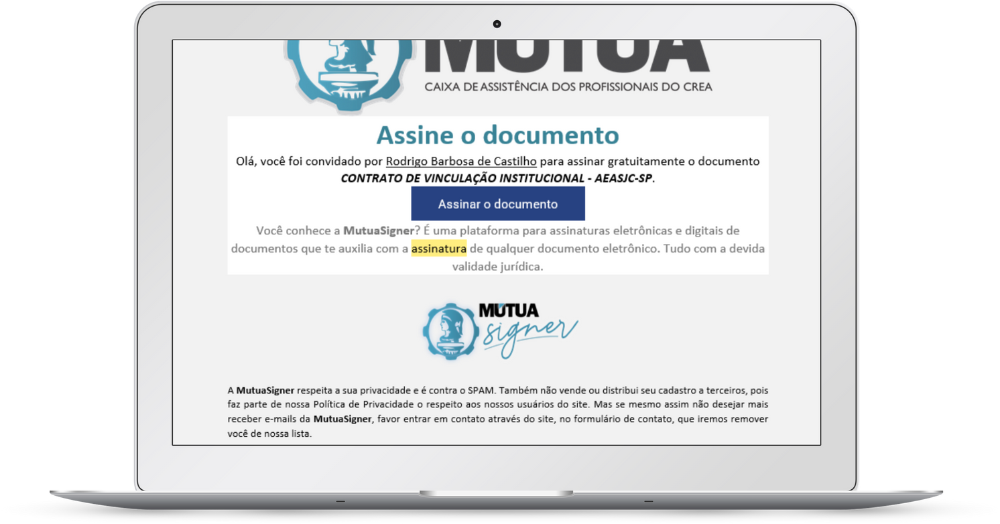 MÚTUA
CAIXA DE ASSISTÊNCIA DOS PROFISSIONAIS DO CREA
Assine o documento
Olá, você foi convidado por Rodrigo Barbosa de Castilho para assinar gratuitamente o documento
CONTRATO DE VINCULAÇÃO INSTITUCIONAL - AEASJC-SP.
Assinar o documento
Você conhece a MutuaSigner? É uma plataforma para assinaturas eletrônicas e digitais de
documentos que te auxilia com a assinatura de qualquer documento eletrônico. Tudo com a devida
validade jurídica.
MÚTUA
signer
A MutuaSigner respeita a sua privacidade e é contra o SPAM. Também não vende ou distribui seu cadastro a terceiros, pois
faz parte de nossa Política de Privacidade o respeito aos nossos usuários do site. Mas se mesmo assim não desejar mais
receber e-mails da MutuaSigner, favor entrar em contato através do site, no formulário de contato, que iremos remover
você de nossa lista.